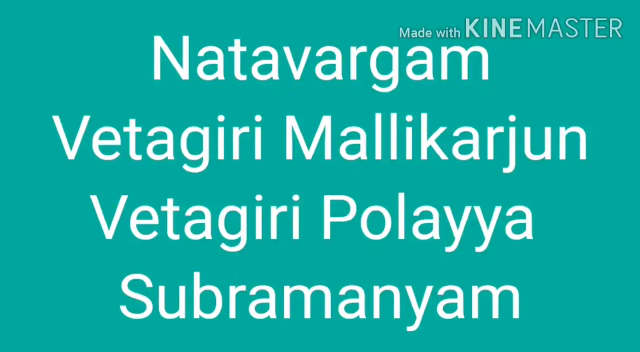 Made with KINEMASTER
Natavargam
Vetagiri Mallikarjun
Vetagiri Polayya
Subramanyam